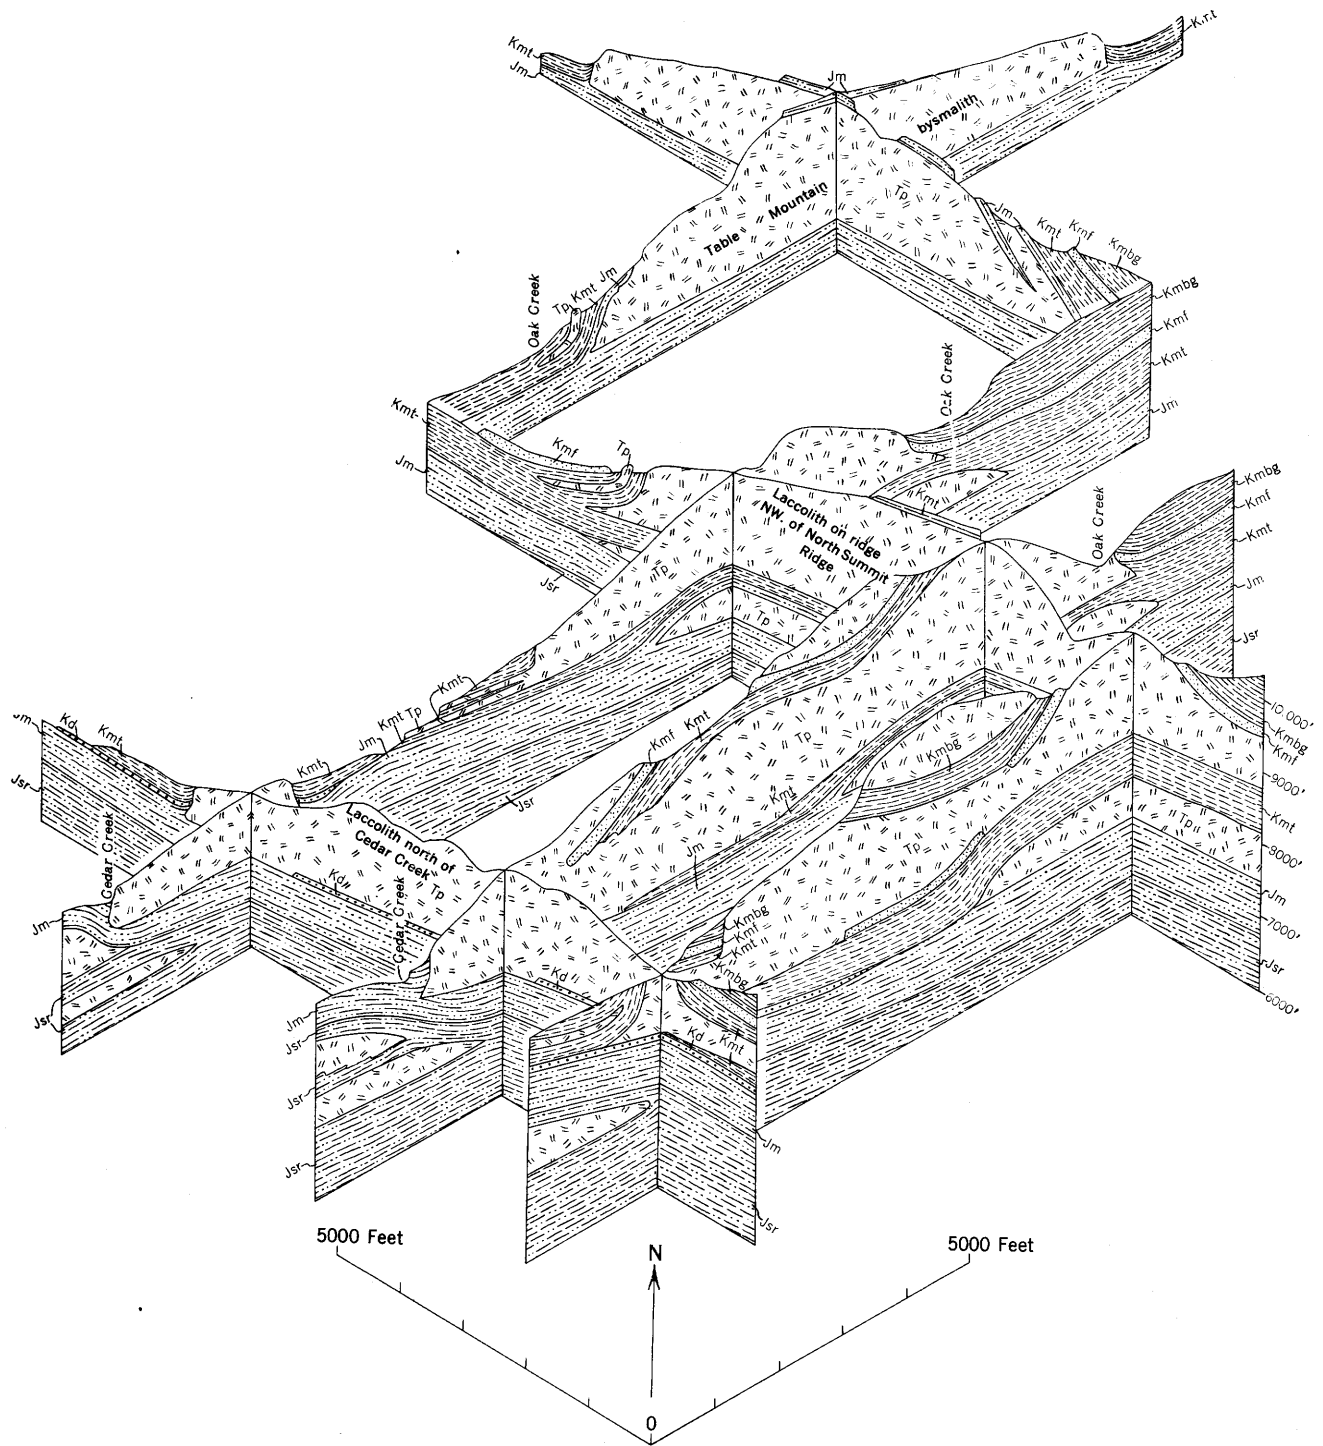 Kmt
Jm
Jm
K.r.t
bysmalith
Table Mountain
Tp
Jm
Kmt
Kmf
Kmbg
Oak Creek
Tp
Kmt
Jm
Kmbg
Kmf
Kmt
Jm
Oak Creek
Kmt
Jm
Kmf
Tp
Jsr
Laccolith on ridge
NW. of North Summit
Ridge
Kmt
Oak Creek
Kmbg
Kmf
Kmt
Jm
Jsr
Tp
Tp
Kmt
Kmt
Tp
Jm
Kmt
Jm
Kd
Kmt
Jsr
Jsr
Kmf
Kmt
Tp
Kmbg
Kmt
Jm
Tp
10,000'
Kmbg
Kmf
9000'
Kmt
Tp
8000'
Jm
7000'
Jsr
6000'
Laccolith north of
Cedar Creek
Tp
Kd
Cedar Creek
Cedar Creek
Jm
Jsr
Kmbg
Kmf
Kmt
Kmbg
Kd
Jm
Jsr
Jsr
Jsr
Kd
Kmt
Jm
Jsr
5000 Feet
5000 Feet
N
0